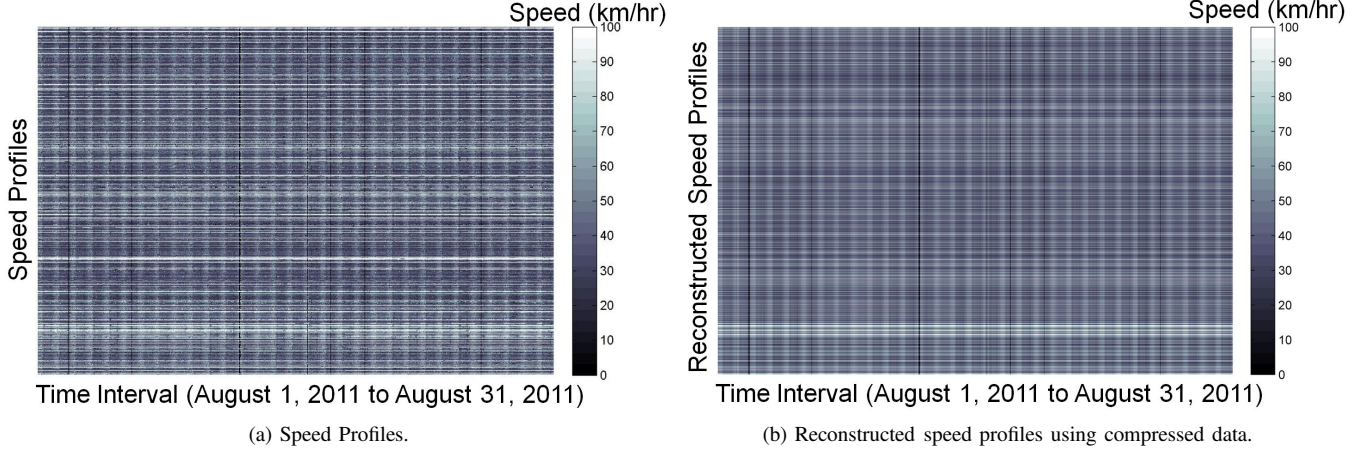 Speed (km/hr)
100
90
80
70
60
50
40
30
20
10
0
Speed Profiles
Time Interval (August 1, 2011 to August 31, 2011)
(a) Speed Profiles.
Speed (km/hr)
100
90
80
70
60
50
40
30
20
10
0
Reconstructed Speed Profiles
Time Interval (August 1, 2011 to August 31, 2011)
(b) Reconstructed speed profiles using compressed data.